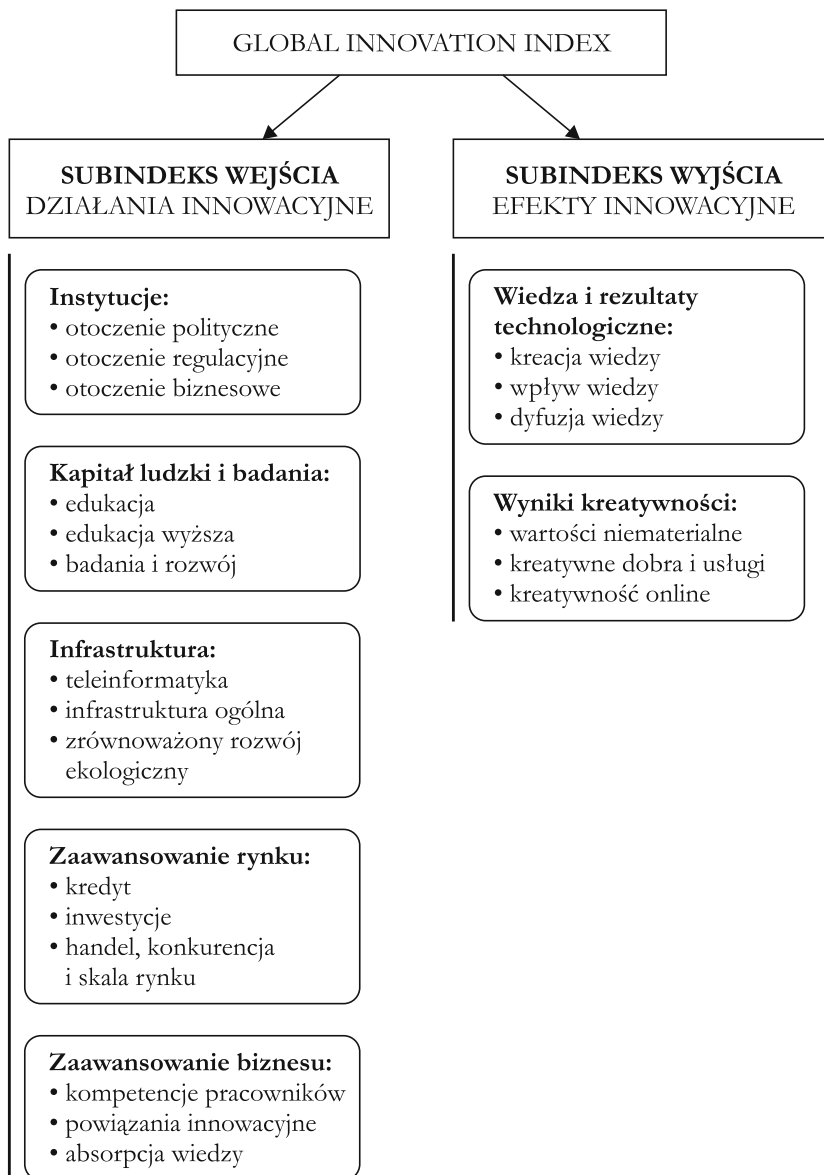 GLOBAL INNOVATION INDEX
SUBINDEKS WEJŚCIA
DZIAŁANIA INNOWACYJNE
Instytucje:
• otoczenie polityczne
• otoczenie regulacyjne
• otoczenie biznesowe
Kapitał ludzki i badania:
• edukacja
• edukacja wyższa
• badania i rozwój
Infrastruktura:
• teleinformatyka
• infrastruktura ogólna
• zrównoważony rozwój
ekologiczny
Zaawansowanie rynku:
• kredyt
• inwestycje
• handel, konkurencja
i skala rynku
Zaawansowanie biznesu:
• kompetencje pracowników
• powiązania innowacyjne
• absorpcja wiedzy
SUBINDEKS WYJŚCIA
EFEKTY INNOWACYJNE
Wiedza i rezultaty
technologiczne:
• kreacja wiedzy
• wpływ wiedzy
• dyfuzja wiedzy
Wyniki kreatywności:
• wartości niematerialne
• kreatywne dobra i usługi
• kreatywność online